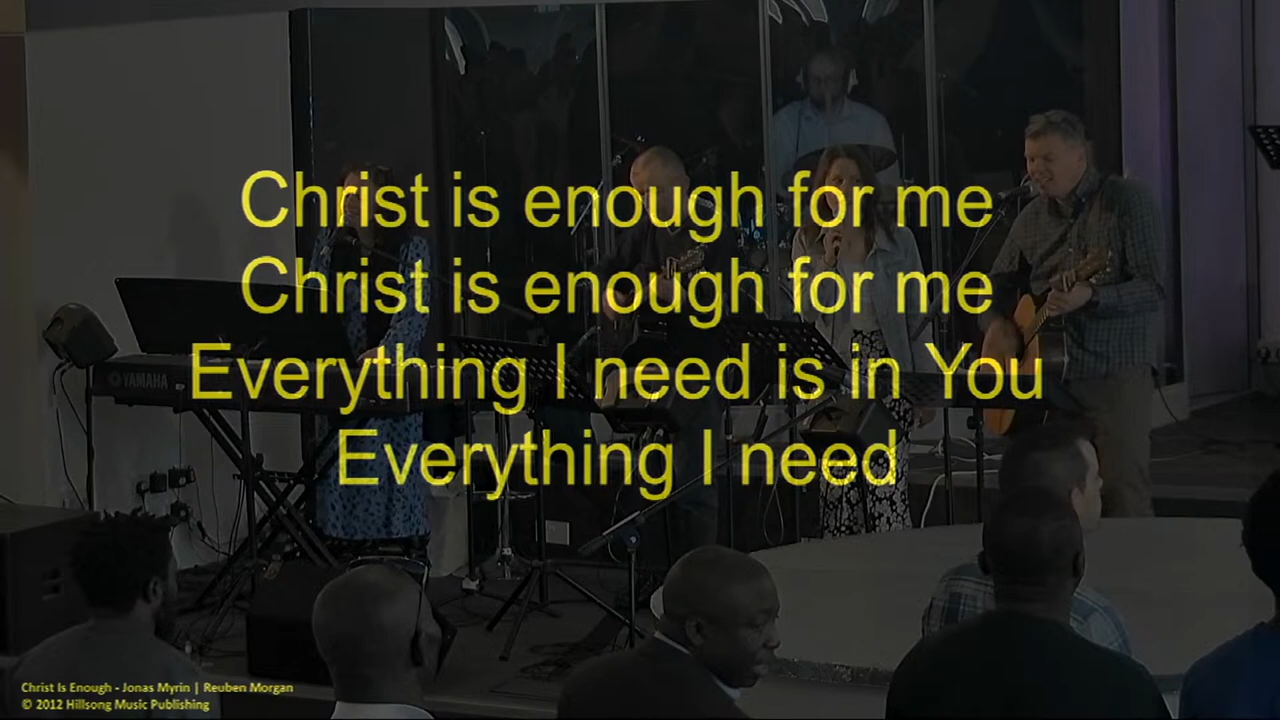 Christ is enough for me
Christ is enough for me
Everything I need is in You
Everything I need
YAMAHA
Christ Is Enough - Jonas Myrin | Reuben Morgan
© 2012 Hillsong Music Publishing